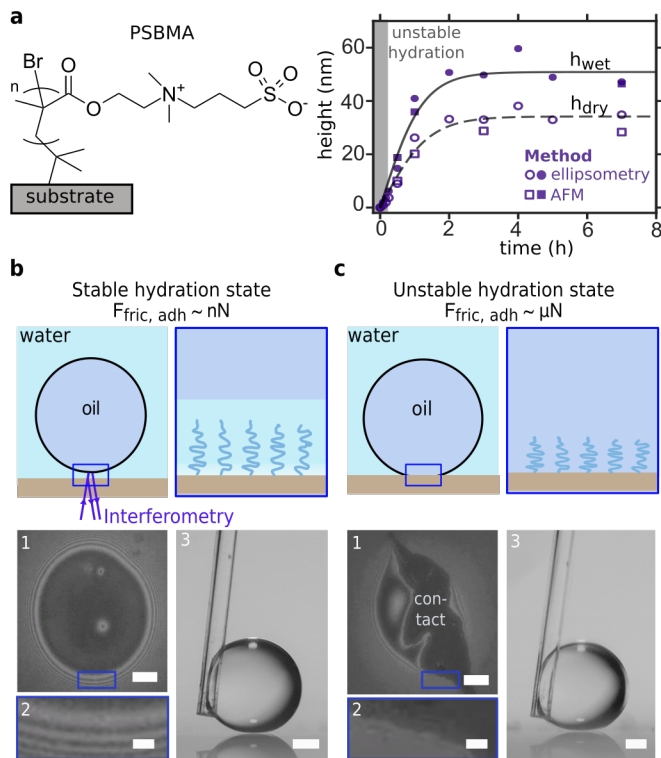 a
PSBMA
Br
n
O
O
N+
S
O
O
O-
substrate
height (nm)
60
40
20
0
unstable
hydration
hwet
hdry
Method
ellipsometry
AFM
0 2 4 6 8
time (h)
b
Stable hydration state
Ffric, adh ~ nN
water
oil
Interferometry
1
2
3
c
Unstable hydration state
Ffric, adh ~ μN
water
oil
1
con-
tact
2
3